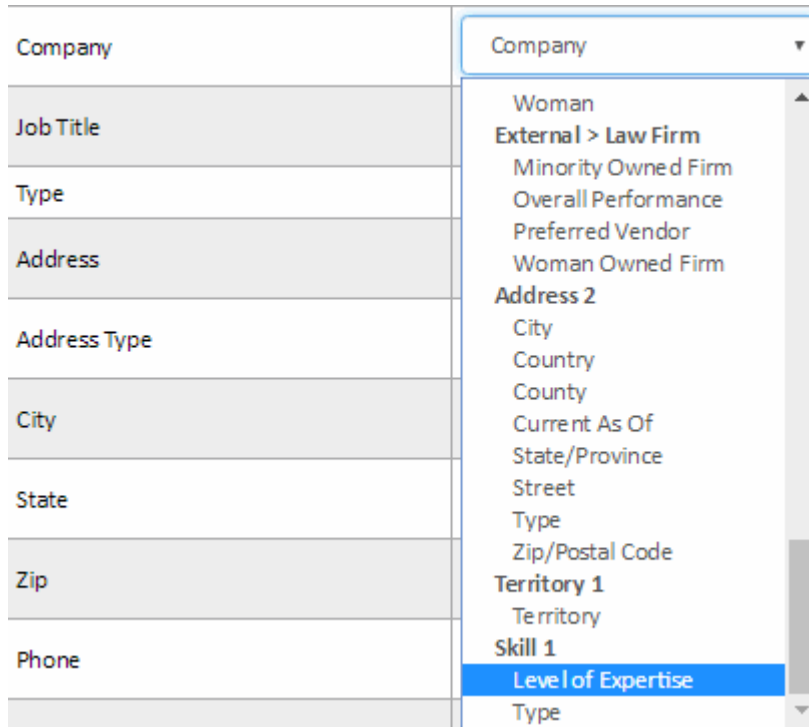 Company
Job Title
Type
Address
Address Type
City
State
Zip
Phone
Company
Woman
External > Law Firm
Minority Owned Firm
Overall Performance
Preferred Vendor
Woman Owned Firm
Address 2
City
Country
County
Current As Of
State/Province
Street
Type
Zip/Postal Code
Territory 1
Territory
Skill 1
Level of Expertise
Type